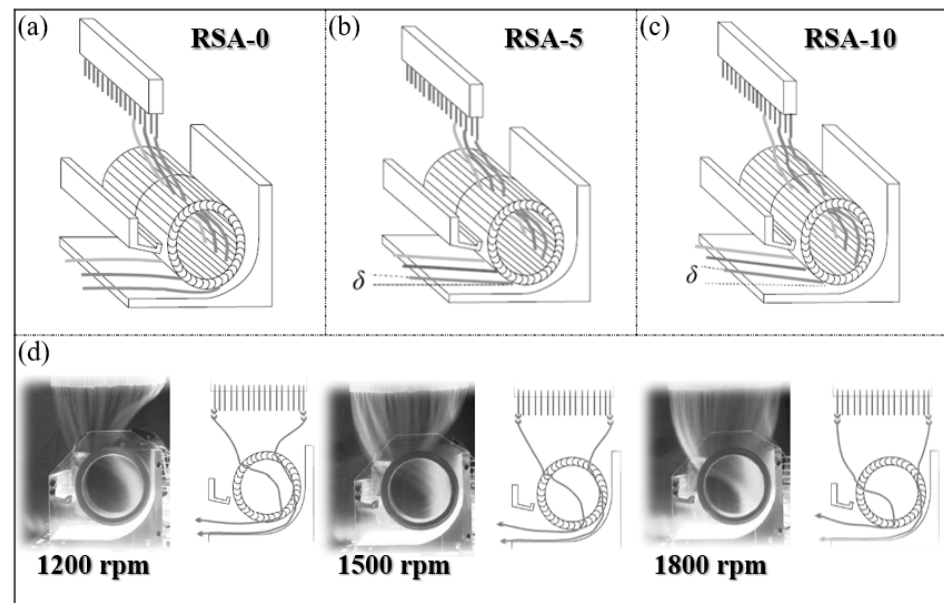 (a) RSA-0
(b) RSA-5
(c) RSA-10
δ
δ
(d)
1200 rpm
1500 rpm
1800 rpm